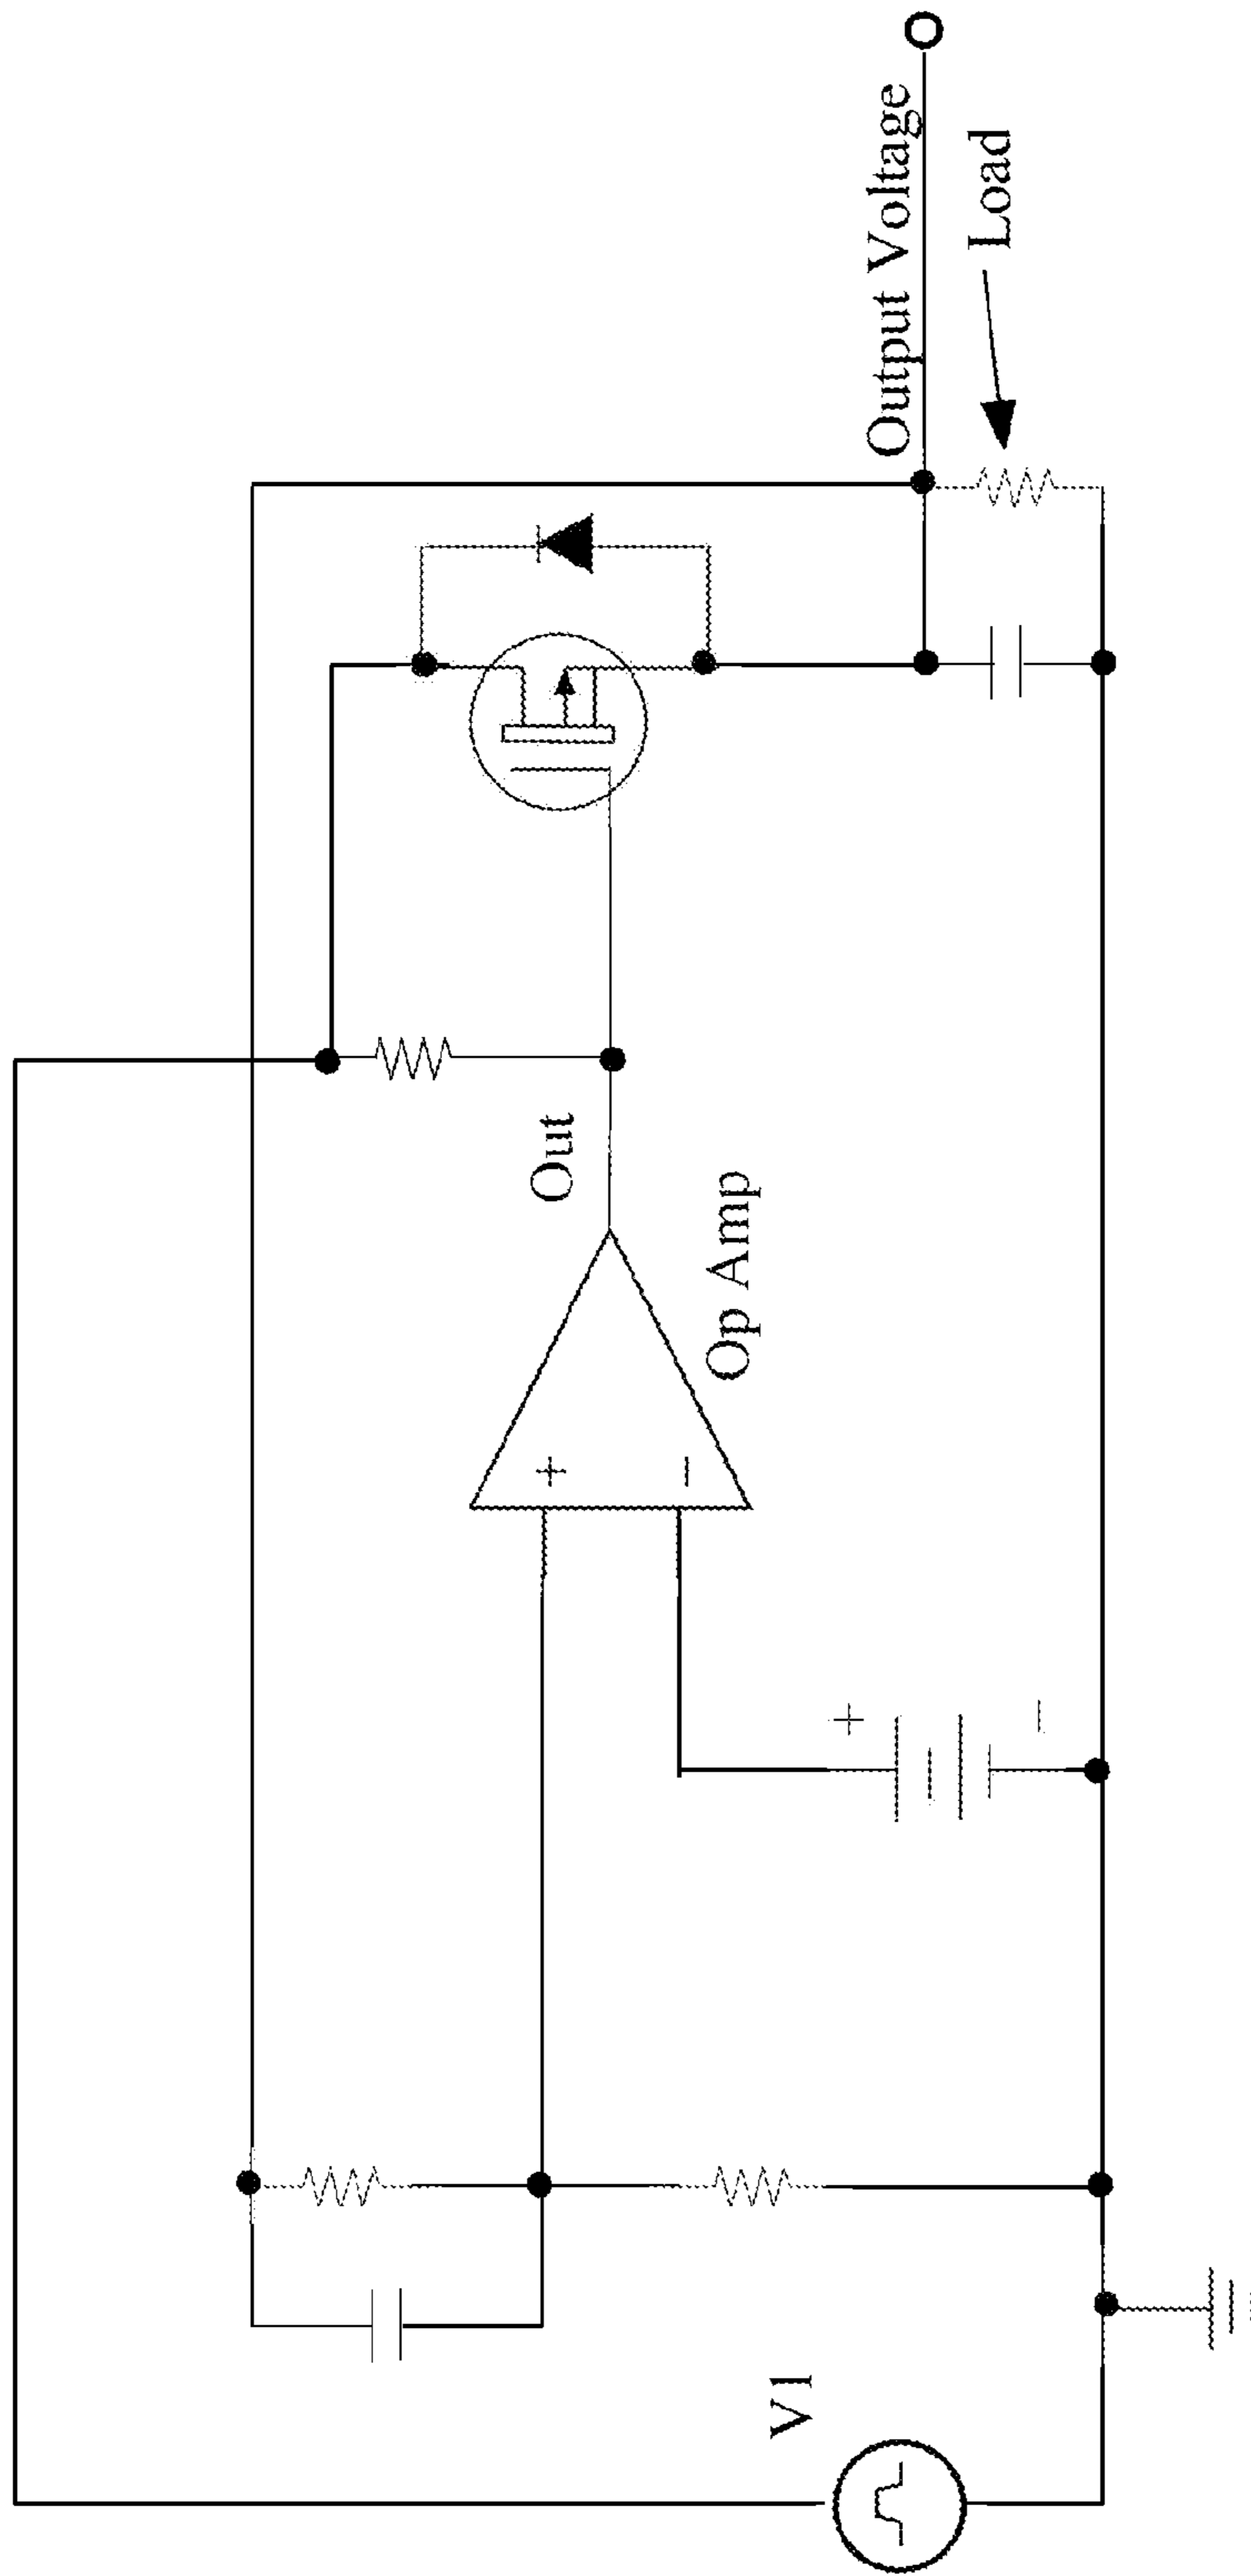 Output Voltage
Load
Out
Op Amp
+
−
+
−
V1